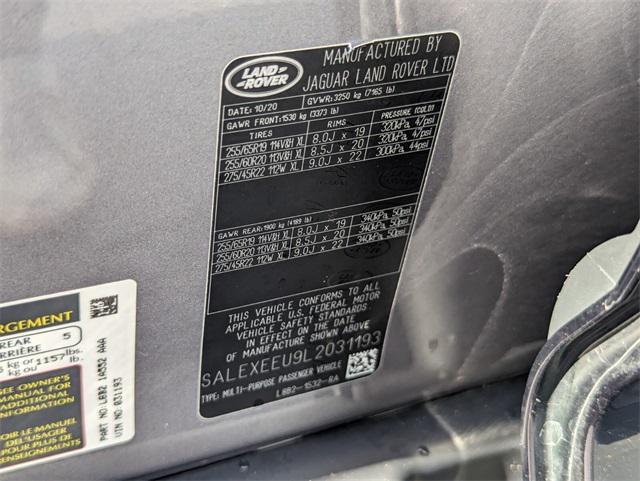 MANUFACTURED BY
JAGUAR LAND ROVER LTD
LAND ROVER
DATE: 10/20 GVWR: 3250 kg (7165 lb)
GAWR FRONT: 1530 kg (3373 lb) PRESSURE (COLD)
TIRES RIMS
255/65R19 114V&H XL 8.0J x 19 320kPa, 47psi
255/60R20 113V&H XL 8.5J x 20 320kPa, 47psi
275/45R22 112W XL 9.0J x 22 300kPa, 44psi
GAWR REAR: 1900 kg (4189 lb)
255/65R19 114V&H XL 8.0J x 19 340kPa, 50psi
255/60R20 113V&H XL 8.5J x 20 340kPa, 50psi
275/45R22 112W XL 9.0J x 22 340kPa, 50psi
THIS VEHICLE CONFORMS TO ALL
APPLICABLE U.S. FEDERAL MOTOR
VEHICLE SAFETY STANDARDS
IN EFFECT ON THE DATE
OF MANUFACTURE SHOWN ABOVE
SALEXEEU9L 2031193
TYPE: MULTI-PURPOSE PASSENGER VEHICLE
L8B2-1532-RA
RGEMENT
REAR 5
ARRIÈRE
kg or 1157 lbs.
kg ou lb.
SEE OWNER'S
MANUAL FOR
ADDITIONAL
INFORMATION
VOIR LE MANUEL
DE L'USAGER
POUR PLUS DE
RENSEIGNEMENTS
PART NO L8B2 14532 AAA
VIN NO 031193